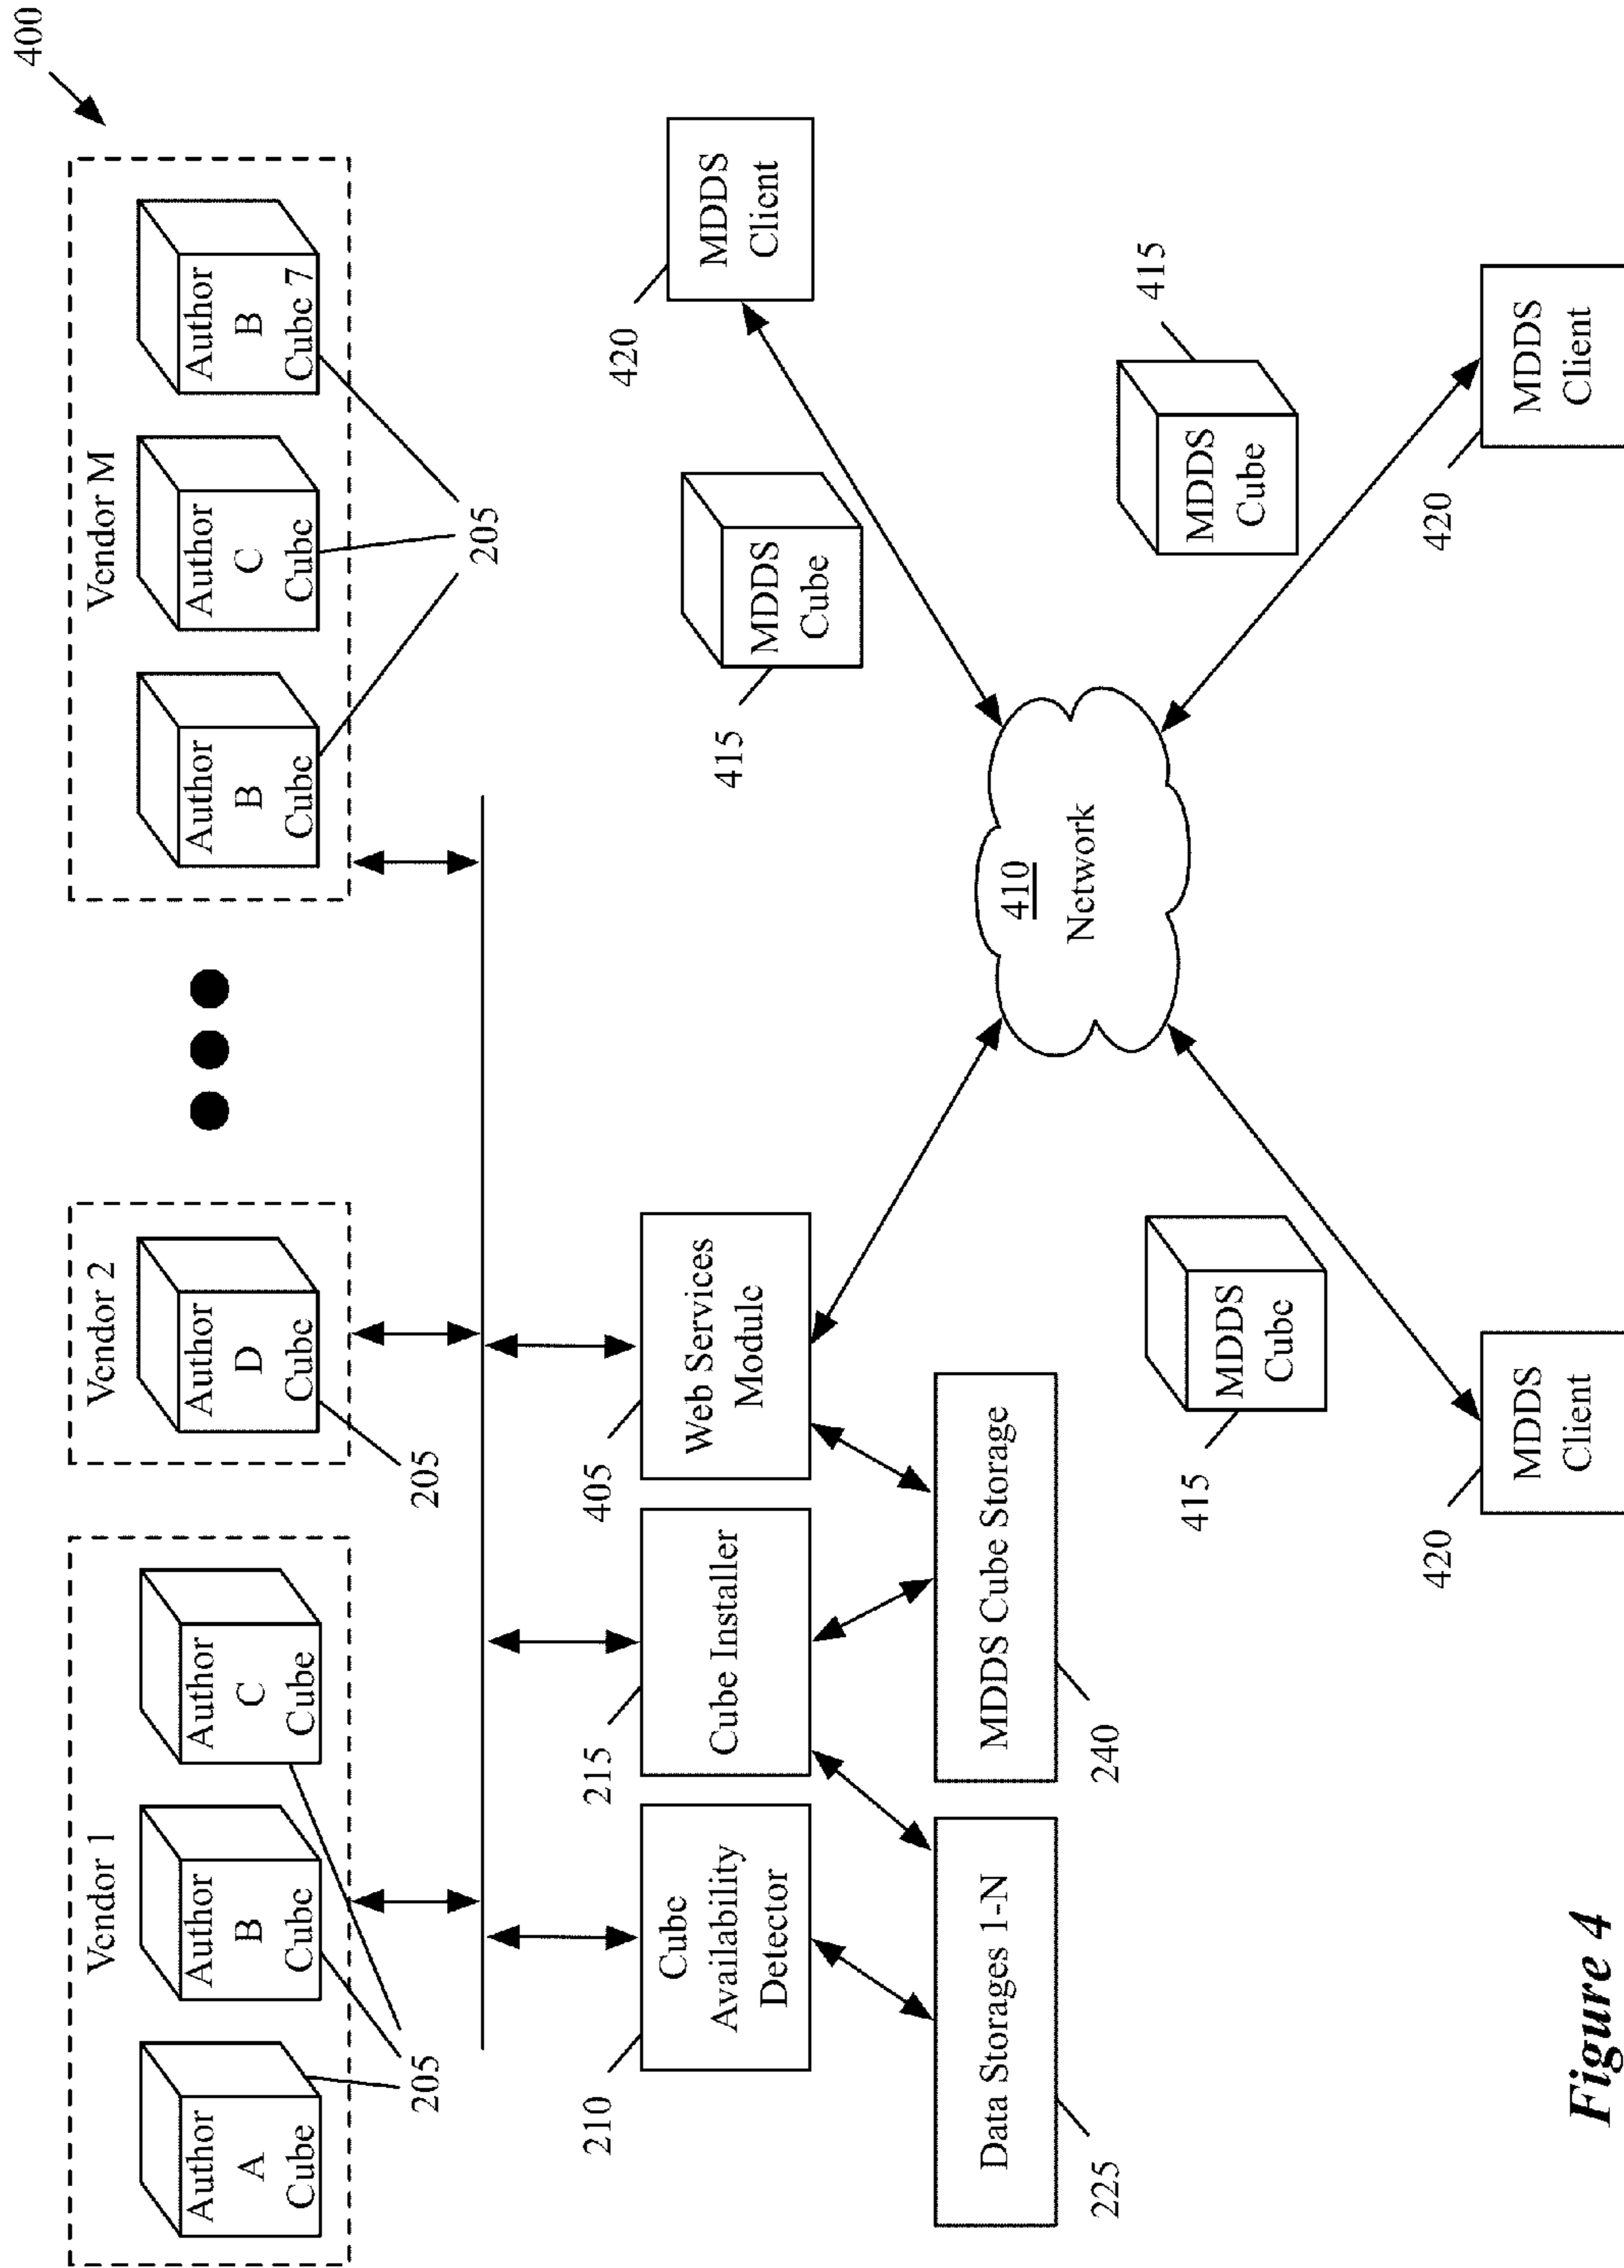 400
Vendor 1
Author
A
Cube
Author
B
Cube
Author
C
Cube
205
Vendor 2
Author
D
Cube
205
Vendor M
Author
B
Cube
Author
C
Cube
Author
B
Cube 7
205
210
Cube
Availability
Detector
215
Cube Installer
405
Web Services
Module
420
MDDS
Client
415
MDDS
Cube
Data Storages 1-N
225
MDDS Cube Storage
240
410
Network
415
MDDS
Cube
415
MDDS
Cube
420
MDDS
Client
420
MDDS
Client
Figure 4